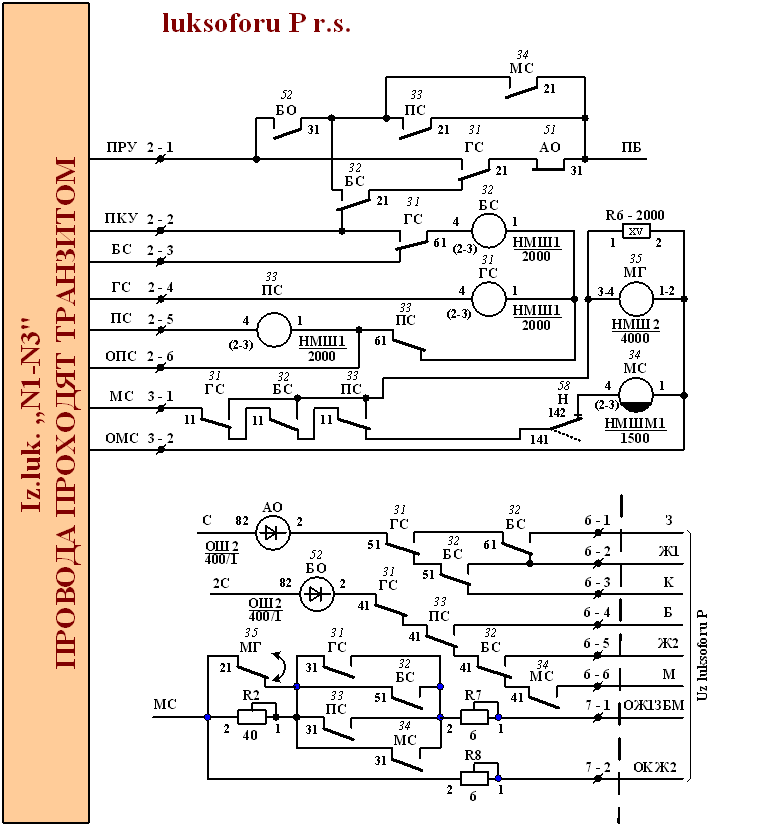 luksoforu P r.s.
Iz.luk. „N1-N3"
ПРОВОДА ПРОХОДЯТ ТРАНЗИТОМ
34
МС
21
52
БО
31
33
ПС
21
31
ГС
21
51
АО
31
ПРУ 2 - 1
ПБ
32
БС
21
31
ГС
61
32
БС
4 1
(2-3)
НМШ1
2000
R6 - 2000
XV
1 2
ПКУ 2 - 2
БС 2 - 3
ГС 2 - 4
31
ГС
4 1
(2-3)
НМШ1
2000
35
МГ
3-4 1-2
НМШ2
4000
33
ПС
ПС 2 - 5
4 1
(2-3)
НМШ1
2000
33
ПС
61
ОПС 2 - 6
34
МС
4 1
(2-3)
НМШМ1
1500
МС 3 - 1
31
ГС
11
32
БС
11
33
ПС
11
58
Н
142
141
ОМС 3 - 2
С 82
АО
2
ОШ2
400/1
31
ГС
51
32
БС
61
6 - 1 З
32
БС
51
6 - 2 Ж1
6 - 3 К
2С 82
52
БО
2
ОШ2
400/1
31
ГС
41
33
ПС
41
6 - 4 Б
32
БС
41
6 - 5 Ж2
34
МС
41
6 - 6 М
35
МГ
21
31
ГС
31
32
БС
51
МС
R2
2 1
40
33
ПС
31
R7
2 1
6
7 - 1 ОЖ1ЗБМ
34
МС
31
R8
2 1
6
7 - 2 ОКЖ2
Uz luksoforu P